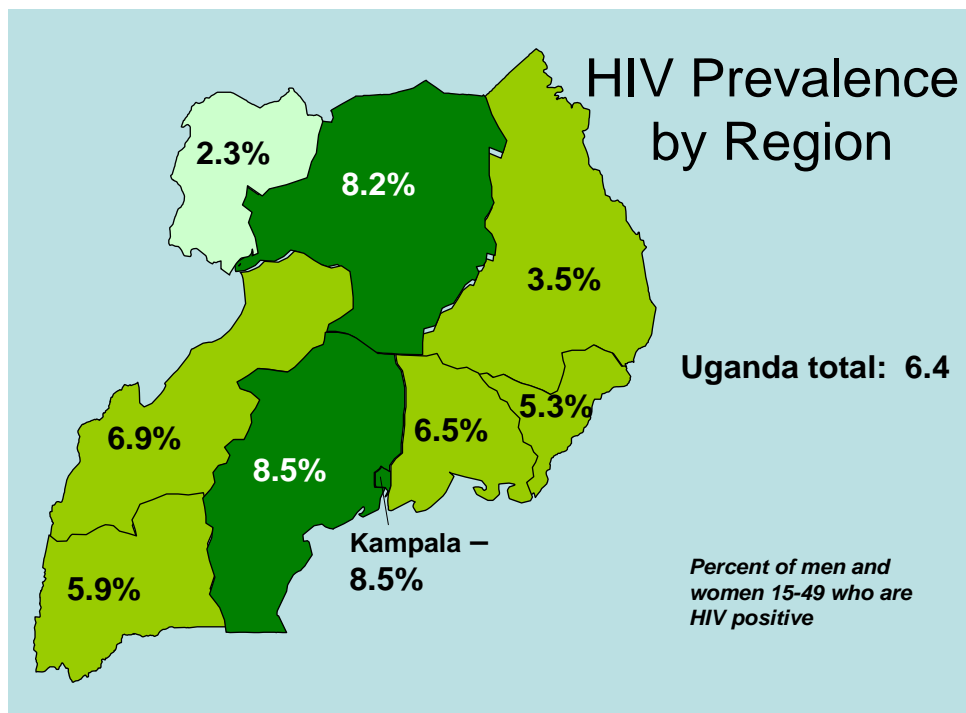 HIV Prevalence
by Region
2.3%
8.2%
3.5%
Uganda total: 6.4
5.3%
6.5%
6.9%
8.5%
Kampala –
8.5%
5.9%
Percent of men and
women 15-49 who are
HIV positive